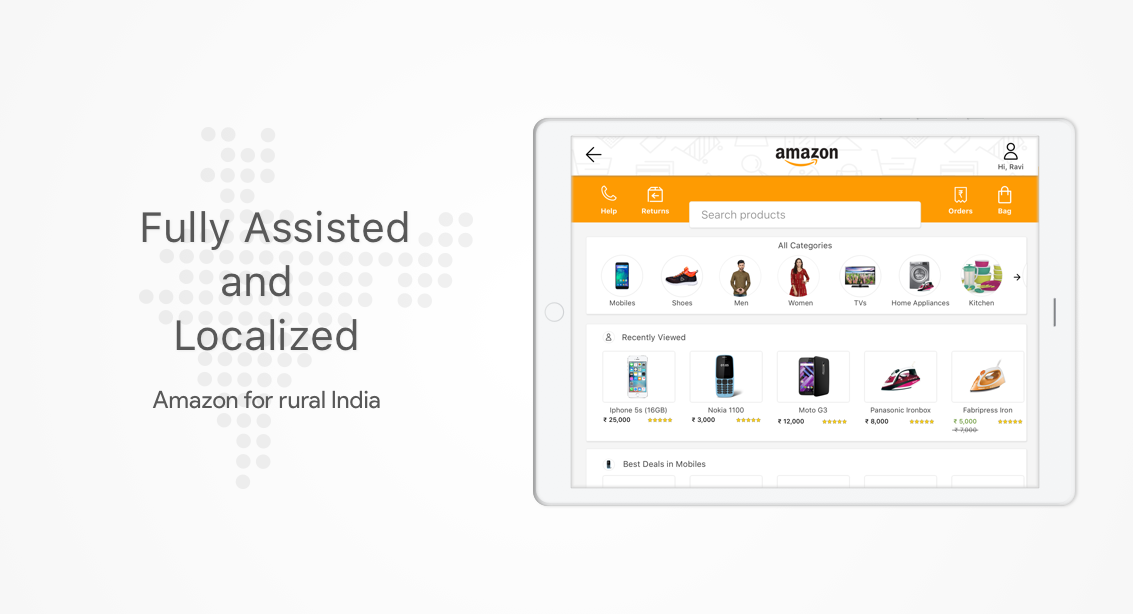 Fully Assisted
and
Localized
Amazon for rural India
amazon
Hi, Ravi
Help
Returns
Search products
Orders
Bag
All Categories
Mobiles
Shoes
Men
Women
TVs
Home Appliances
Kitchen
Recently Viewed
Iphone 5s (16GB)
₹ 25,000
Nokia 1100
₹ 3,000
Moto G3
₹ 12,000
Panasonic Ironbox
₹ 8,000
Fabripress Iron
₹ 5,000
₹ 7,000
Best Deals in Mobiles